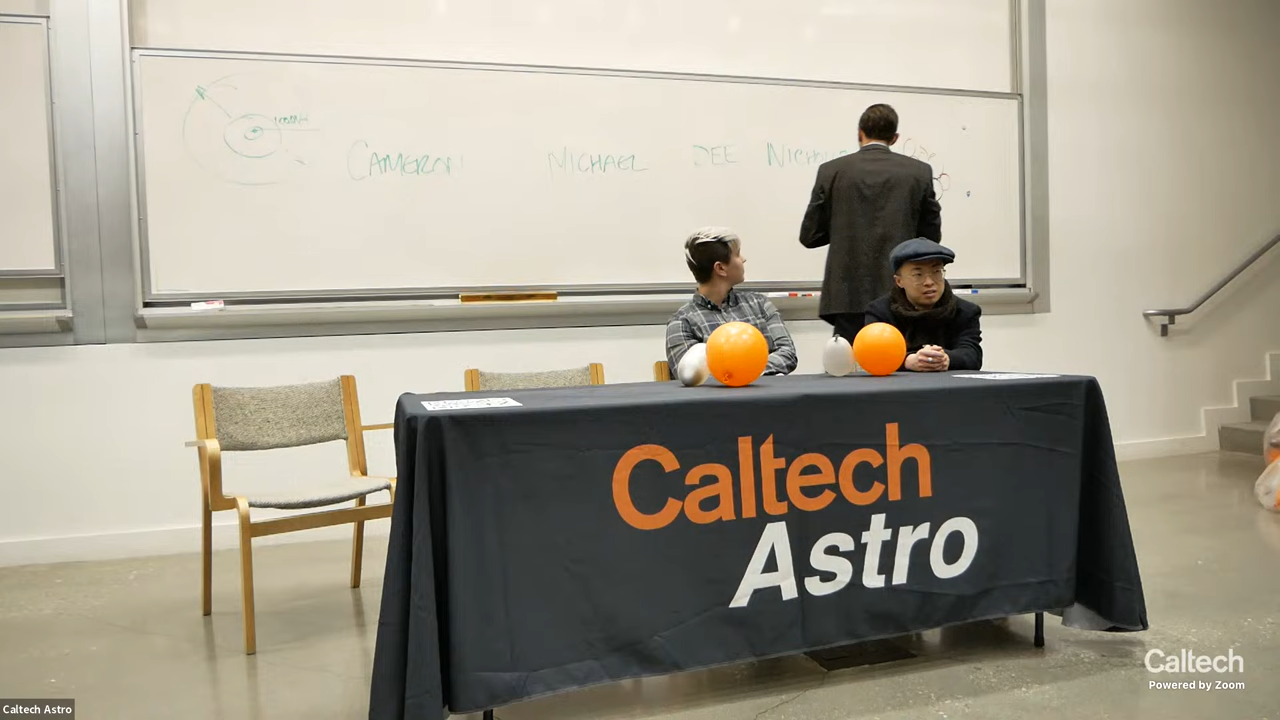 CAMERON MICHAEL DEE
Caltech
Astro
Caltech
Powered by Zoom
Caltech Astro